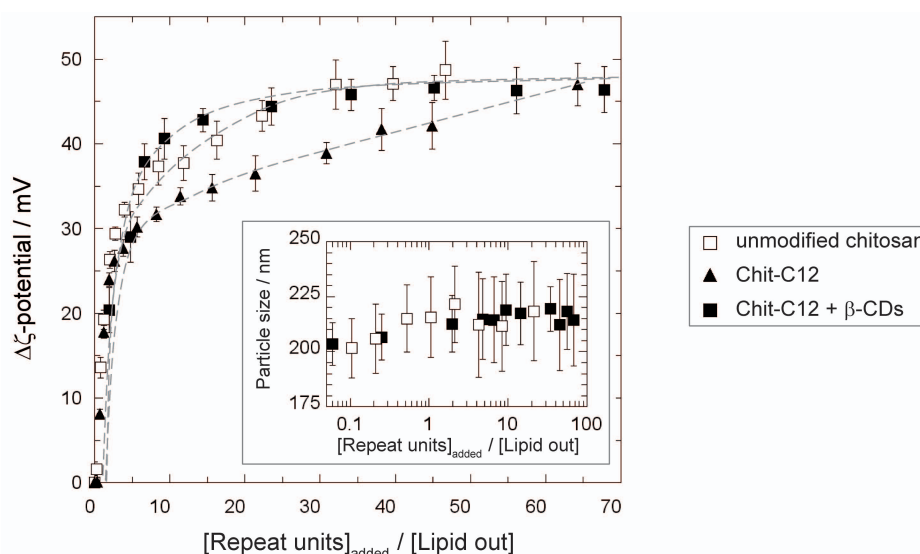 50
40
30
20
10
0
Δζ-potential / mV
0 10 20 30 40 50 60 70
[Repeat units]added / [Lipid out]
250
225
200
175
Particle size / nm
0.1 1 10 100
[Repeat units]added / [Lipid out]
unmodified chitosan
Chit-C12
Chit-C12 + β-CDs